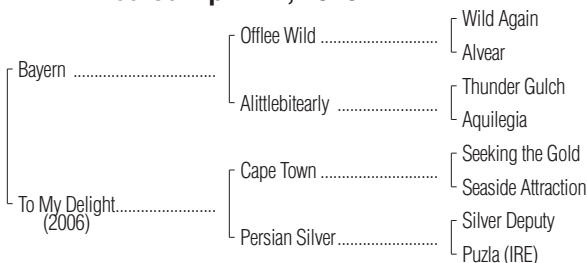 Wild Again
Offlee Wild ..............................
Alvear
Bayern ....................................
Thunder Gulch
Alittlebitearly ..........................
Aquilegia
Seeking the Gold
Cape Town ..............................
Seaside Attraction
To My Delight.........................
(2006)
Silver Deputy
Persian Silver..........................
Puzla (IRE)